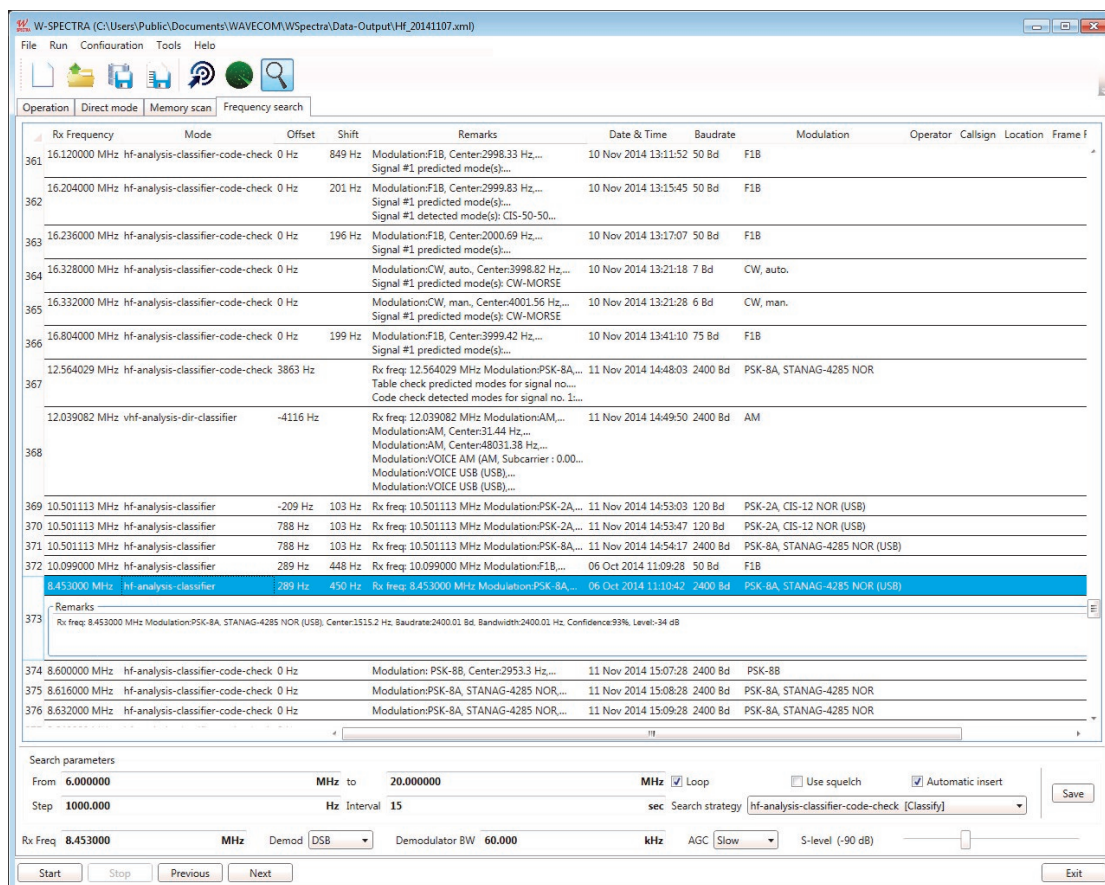 W-SPECTRA (C:\Users\Public\Documents\WAVECOM\WSpectra\Data-Output\Hf_20141107.xml)
File Run Configuration Tools Help
Operation Direct mode Memory scan Frequency search
Rx Frequency Mode Offset Shift Remarks Date & Time Baudrate Modulation Operator Callsign Location Frame F
361 16.120000 MHz hf-analysis-classifier-code-check 0 Hz 849 Hz Modulation:F1B, Center:2998.33 Hz,... 10 Nov 2014 13:11:52 50 Bd F1B
Signal #1 predicted mode(s):...
362 16.204000 MHz hf-analysis-classifier-code-check 0 Hz 201 Hz Modulation:F1B, Center:2999.83 Hz,... 10 Nov 2014 13:15:45 50 Bd F1B
Signal #1 predicted mode(s):...
Signal #1 detected mode(s): CIS-50-50...
363 16.236000 MHz hf-analysis-classifier-code-check 0 Hz 196 Hz Modulation:F1B, Center:2000.69 Hz,... 10 Nov 2014 13:17:07 50 Bd F1B
Signal #1 predicted mode(s):...
364 16.328000 MHz hf-analysis-classifier-code-check 0 Hz Modulation:CW, auto., Center:3998.82 Hz,... 10 Nov 2014 13:21:18 7 Bd CW, auto.
Signal #1 predicted mode(s): CW-MORSE
365 16.332000 MHz hf-analysis-classifier-code-check 0 Hz Modulation:CW, man., Center:4001.56 Hz,... 10 Nov 2014 13:21:28 6 Bd CW, man.
Signal #1 predicted mode(s): CW-MORSE
366 16.804000 MHz hf-analysis-classifier-code-check 0 Hz 199 Hz Modulation:F1B, Center:3999.42 Hz,... 10 Nov 2014 13:41:10 75 Bd F1B
Signal #1 predicted mode(s):...
367 12.564029 MHz hf-analysis-classifier-code-check 3863 Hz Rx freq: 12.564029 MHz Modulation:PSK-8A,... 11 Nov 2014 14:48:03 2400 Bd PSK-8A, STANAG-4285 NOR
Table check predicted modes for signal no....
Code check detected modes for signal no. 1:...
368 12.039082 MHz vhf-analysis-dir-classifier -4116 Hz Rx freq: 12.039082 MHz Modulation:AM,... 11 Nov 2014 14:49:50 2400 Bd AM
Modulation:AM, Center:31.44 Hz,...
Modulation:AM, Center:48031.38 Hz,...
Modulation:VOICE AM (AM, Subcarrier : 0.00...
Modulation:VOICE USB (USB),...
Modulation:VOICE USB (USB),...
369 10.501113 MHz hf-analysis-classifier -209 Hz 103 Hz Rx freq: 10.501113 MHz Modulation:PSK-2A,... 11 Nov 2014 14:53:03 120 Bd PSK-2A, CIS-12 NOR (USB)
370 10.501113 MHz hf-analysis-classifier 788 Hz 103 Hz Rx freq: 10.501113 MHz Modulation:PSK-2A,... 11 Nov 2014 14:53:47 120 Bd PSK-2A, CIS-12 NOR (USB)
371 10.501113 MHz hf-analysis-classifier 788 Hz 103 Hz Rx freq: 10.501113 MHz Modulation:PSK-8A,... 11 Nov 2014 14:54:17 2400 Bd PSK-8A, STANAG-4285 NOR (USB)
372 10.099000 MHz hf-analysis-classifier 289 Hz 448 Hz Rx freq: 10.099000 MHz Modulation:F1B,... 06 Oct 2014 11:09:28 50 Bd F1B
8.453000 MHz hf-analysis-classifier 289 Hz 450 Hz Rx freq: 8.453000 MHz Modulation:PSK-8A,... 06 Oct 2014 11:10:42 2400 Bd PSK-8A, STANAG-4285 NOR (USB)
Remarks
373 Rx freq: 8.453000 MHz Modulation:PSK-8A, STANAG-4285 NOR (USB), Center:1515.2 Hz, Baudrate:2400.01 Bd, Bandwidth:2400.01 Hz, Confidence:93%, Level:-34 dB
374 8.600000 MHz hf-analysis-classifier-code-check 0 Hz Modulation: PSK-8B, Center:2953.3 Hz,... 11 Nov 2014 15:07:28 2400 Bd PSK-8B
375 8.616000 MHz hf-analysis-classifier-code-check 0 Hz Modulation:PSK-8A, STANAG-4285 NOR,... 11 Nov 2014 15:08:28 2400 Bd PSK-8A, STANAG-4285 NOR
376 8.632000 MHz hf-analysis-classifier-code-check 0 Hz Modulation:PSK-8A, STANAG-4285 NOR,... 11 Nov 2014 15:09:28 2400 Bd PSK-8A, STANAG-4285 NOR
Search parameters
From 6.000000 MHz to 20.000000 MHz Loop Use squelch Automatic insert
Save
Step 1000.000 Hz Interval 15 sec Search strategy hf-analysis-classifier-code-check [Classify]
Rx Freq 8.453000 MHz Demod DSB Demodulator BW 60.000 kHz AGC Slow S-level (-90 dB)
Start Stop Previous Next Exit